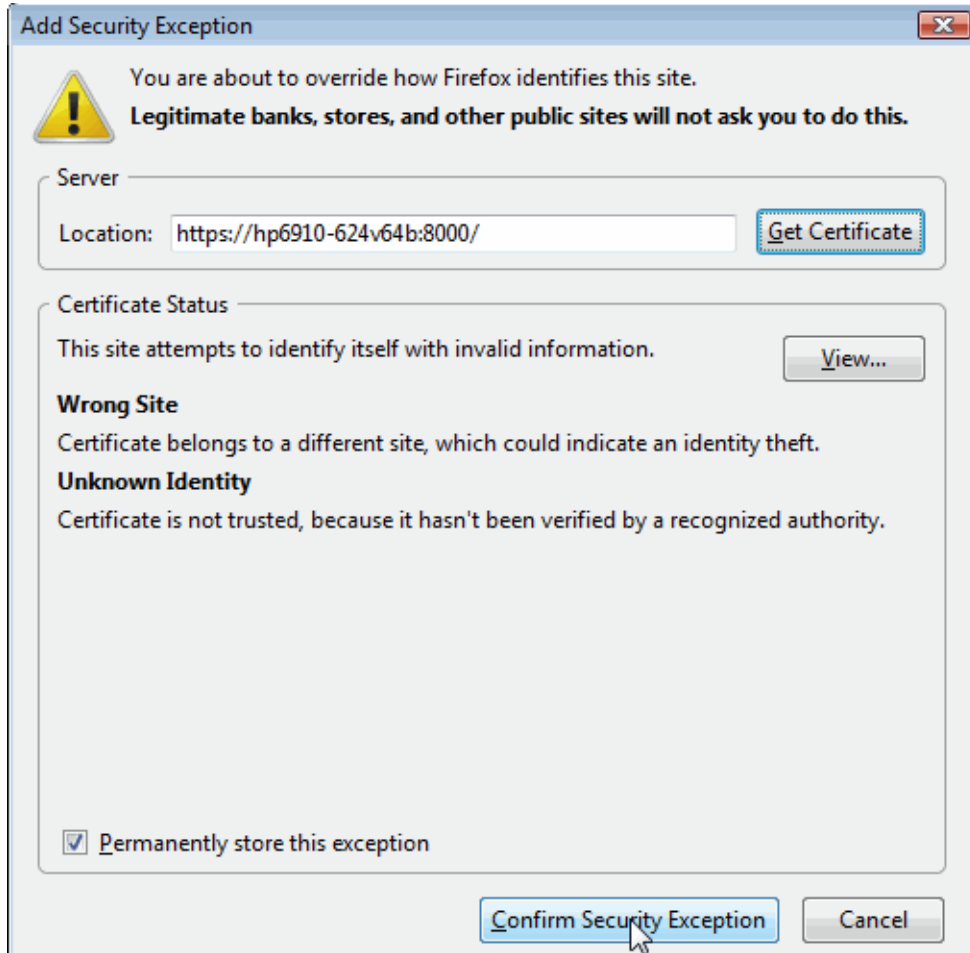 Add Security Exception
You are about to override how Firefox identifies this site.
Legitimate banks, stores, and other public sites will not ask you to do this.
Server
Location: https://hp6910-624v64b:8000/ Get Certificate
Certificate Status
This site attempts to identify itself with invalid information. View...
Wrong Site
Certificate belongs to a different site, which could indicate an identity theft.
Unknown Identity
Certificate is not trusted, because it hasn't been verified by a recognized authority.
Permanently store this exception
Confirm Security Exception Cancel